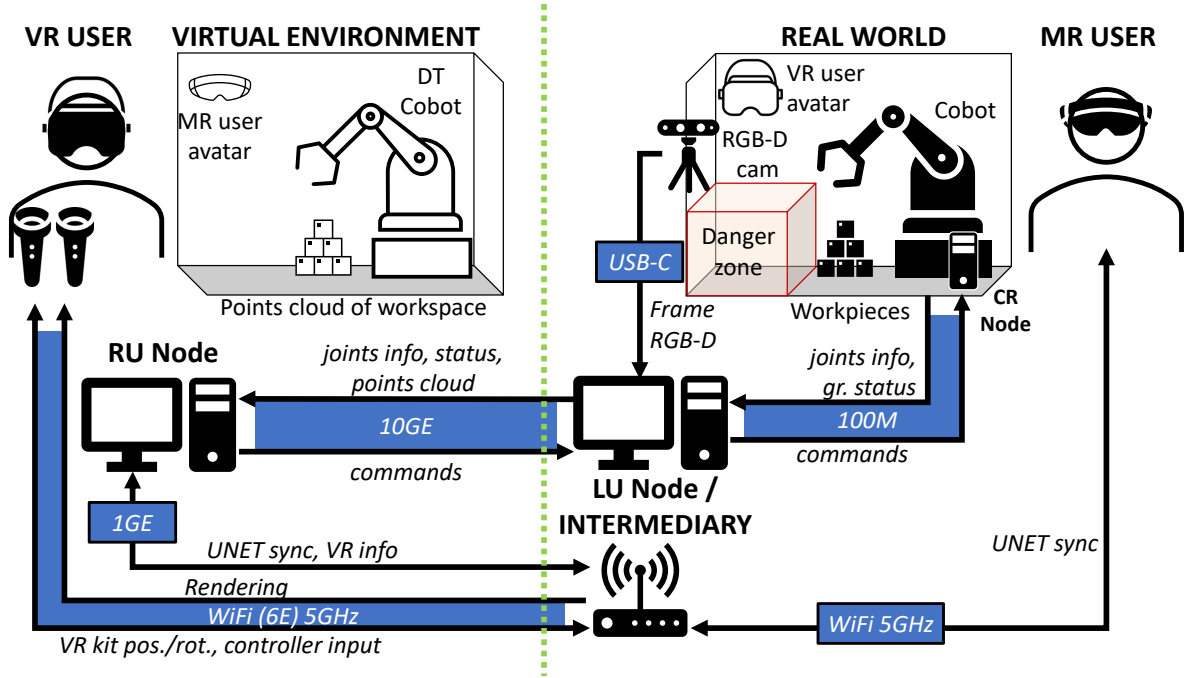 VR USER
VIRTUAL ENVIRONMENT
REAL WORLD
MR USER
MR user
avatar
DT
Cobot
Points cloud of workspace
VR user
avatar
RGB-D
cam
Cobot
Danger
zone
USB-C
Frame
RGB-D
Workpieces
CR
Node
RU Node
joints info, status,
points cloud
10GE
commands
joints info,
gr. status
100M
commands
LU Node /
INTERMEDIARY
1GE
UNET sync, VR info
Rendering
WiFi (6E) 5GHz
VR kit pos./rot., controller input
UNET sync
WiFi 5GHz